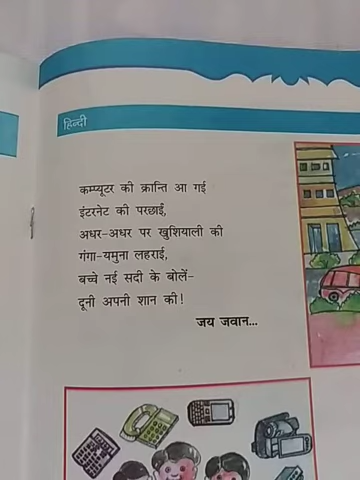 हिन्दी
कम्प्यूटर की क्रान्ति आ गई
इंटरनेट की परछाईं,
अधर-अधर पर खुशियाली की
गंगा-यमुना लहराई,
बच्चे नई सदी के बोलें-
दूनी अपनी शान की!
जय जवान...